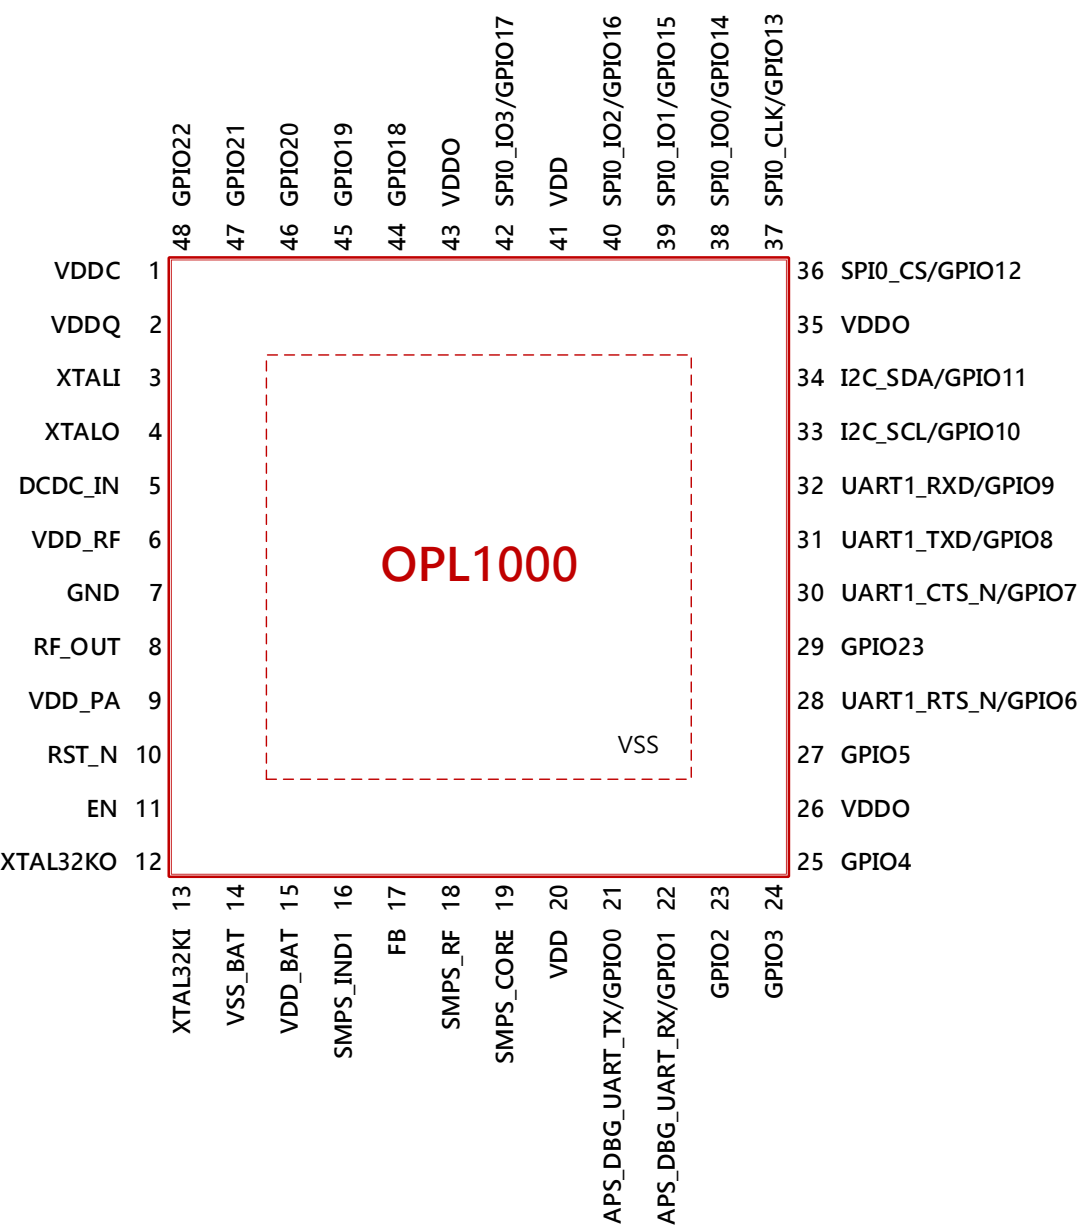 48 GPIO22
47 GPIO21
46 GPIO20
45 GPIO19
44 GPIO18
43 VDDO
42 SPI0_IO3/GPIO17
41 VDD
40 SPI0_IO2/GPIO16
39 SPI0_IO1/GPIO15
38 SPI0_IO0/GPIO14
37 SPI0_CLK/GPIO13
VDDC 1
VDDQ 2
XTALI 3
XTALO 4
DCDC_IN 5
VDD_RF 6
GND 7
RF_OUT 8
VDD_PA 9
RST_N 10
EN 11
XTAL32KO 12
OPL1000
VSS
36 SPI0_CS/GPIO12
35 VDDO
34 I2C_SDA/GPIO11
33 I2C_SCL/GPIO10
32 UART1_RXD/GPIO9
31 UART1_TXD/GPIO8
30 UART1_CTS_N/GPIO7
29 GPIO23
28 UART1_RTS_N/GPIO6
27 GPIO5
26 VDDO
25 GPIO4
XTAL32KI 13
VSS_BAT 14
VDD_BAT 15
SMPS_IND1 16
FB 17
SMPS_RF 18
SMPS_CORE 19
VDD 20
APS_DBG_UART_TX/GPIO0 21
APS_DBG_UART_RX/GPIO1 22
GPIO2 23
GPIO3 24